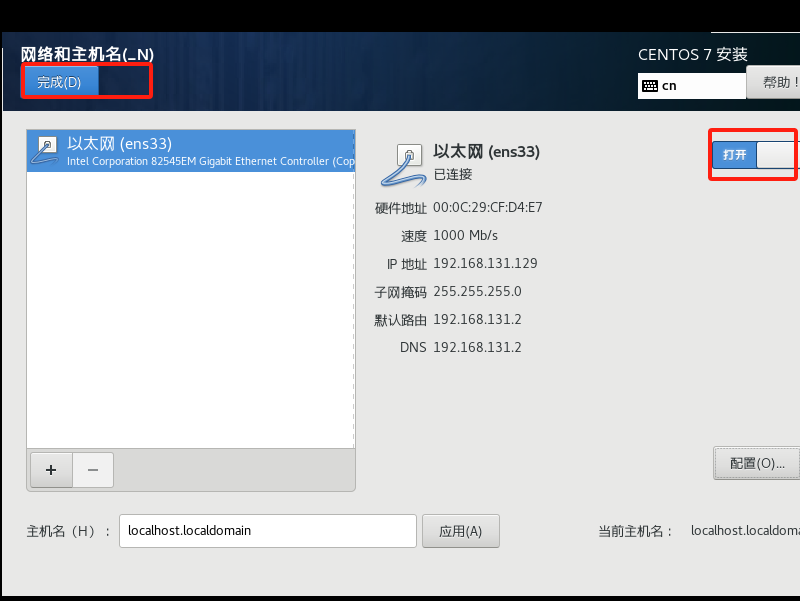 网络和主机名(_N)
CENTOS 7 安装
完成(D)
cn
帮助！
以太网 (ens33)
Intel Corporation 82545EM Gigabit Ethernet Controller (Cop
以太网 (ens33)
已连接
打开
硬件地址 00:0C:29:CF:D4:E7
速度 1000 Mb/s
IP 地址 192.168.131.129
子网掩码 255.255.255.0
默认路由 192.168.131.2
DNS 192.168.131.2
+
−
配置(O)...
主机名（H）：
localhost.localdomain
应用(A)
当前主机名：
localhost.localdoma